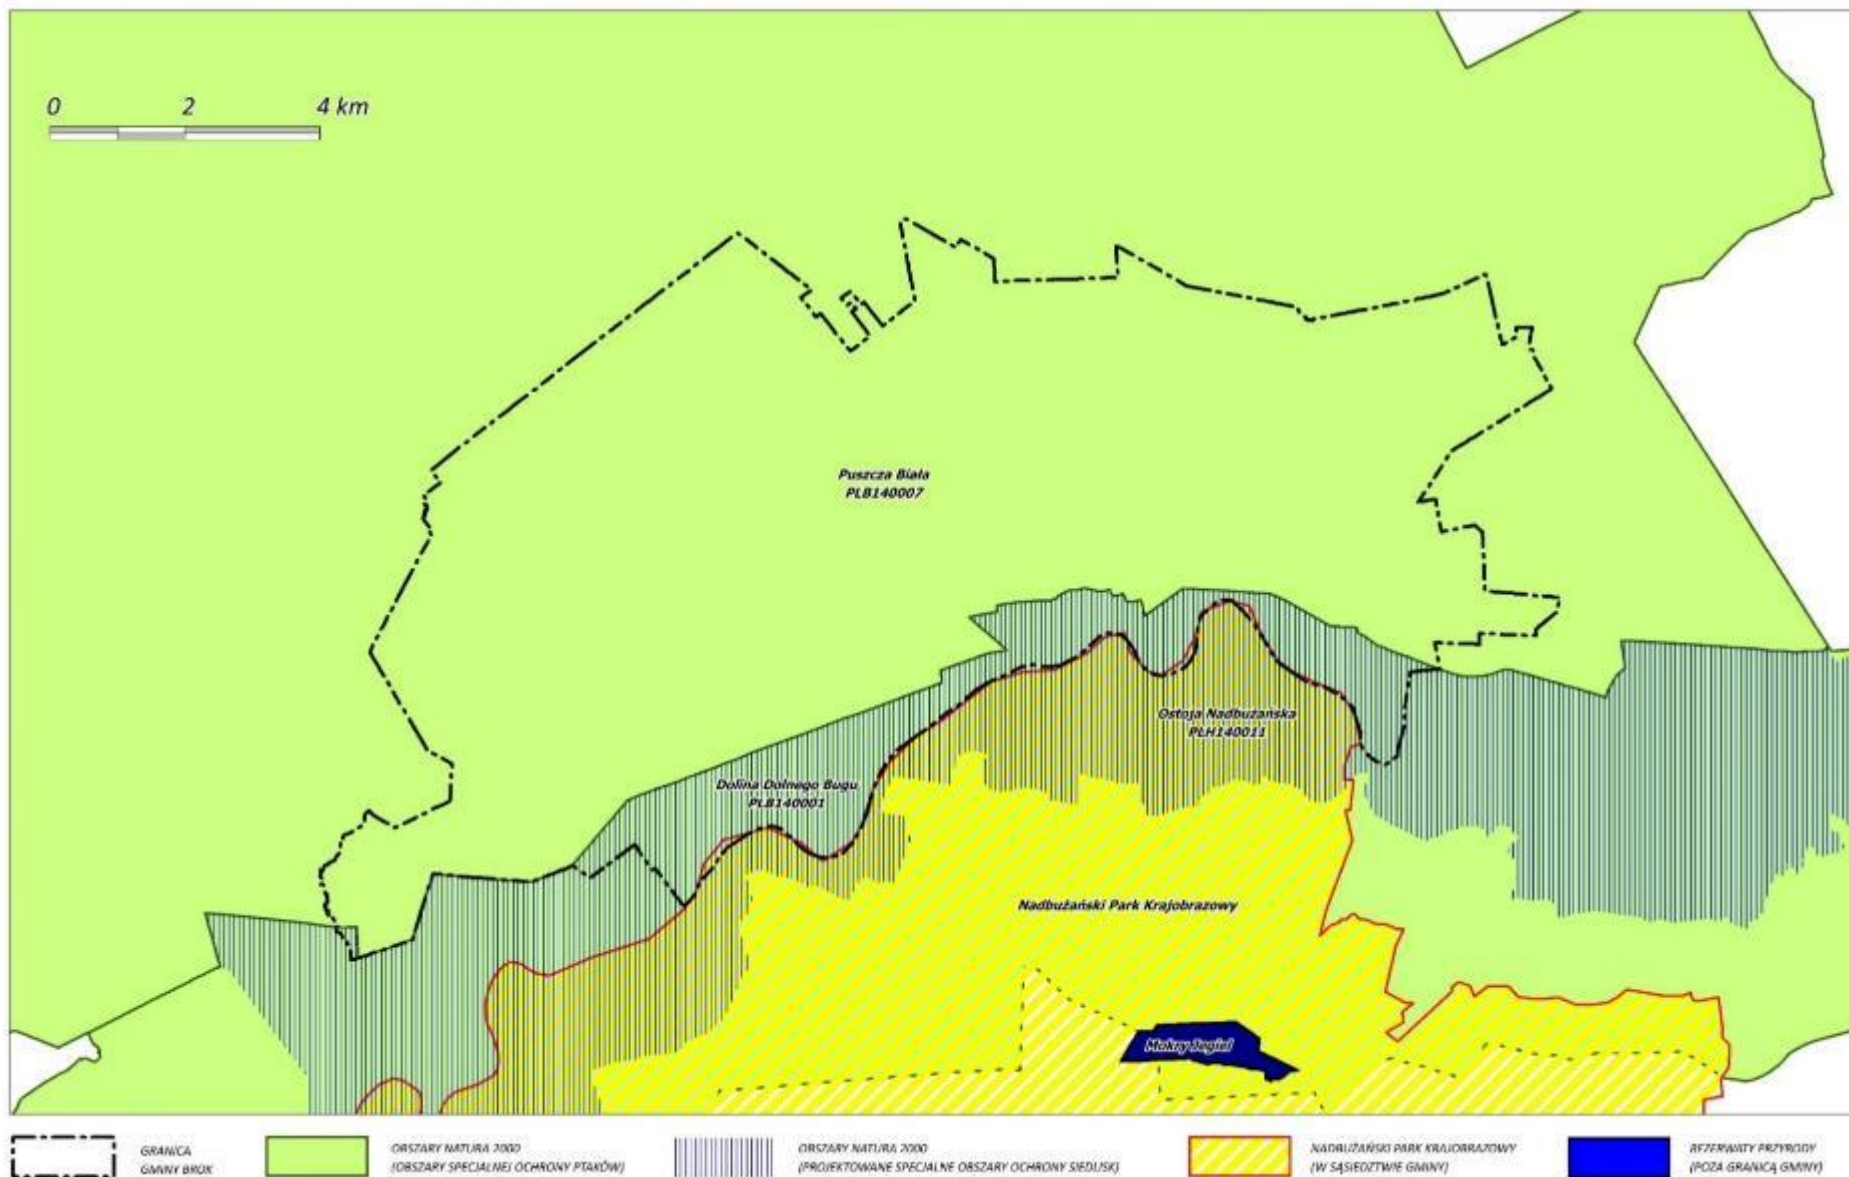 0 2 4 km
Puszcza Biała
PLB140007
Ostoja Nadbużańska
PLH140011
Dolina Dolnego Bugu
PLB140001
Nadbużański Park Krajobrazowy
Mokry Jegiel
GRANICA
GMINY BROK
OBSZARY NATURA 2000
(OBSZARY SPECJALNEJ OCHRONY PTAKÓW)
OBSZARY NATURA 2000
(PROJEKTOWANE SPECJALNE OBSZARY OCHRONY SIEDLISK)
NADBUŻAŃSKI PARK KRAJOBRAZOWY
(W SĄSIEDZTWIE GMINY)
REZERWATY PRZYRODY
(POZA GRANICĄ GMINY)